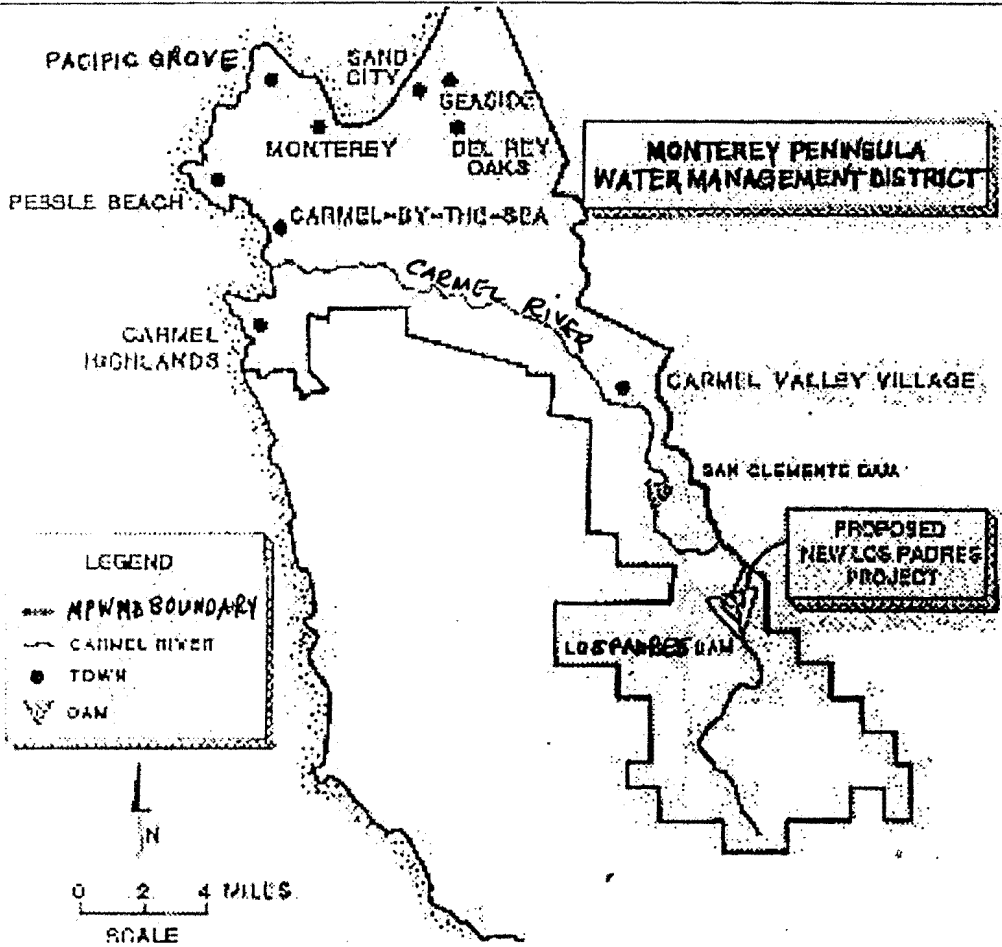 PACIFIC GROVE
SAND
CITY
SEASIDE
MONTEREY
DEL REY
OAKS
MONTEREY PENINSULA
WATER MANAGEMENT DISTRICT
PEBBLE BEACH
CARMEL-BY-THE-SEA
CARMEL RIVER
CARMEL
HIGHLANDS
CARMEL VALLEY VILLAGE
SAN CLEMENTE DAM
PROPOSED
NEW LOS PADRES
PROJECT
LOS PADRES DAM
LEGEND
MPWMD BOUNDARY
CARMEL RIVER
TOWN
DAM
N
0 2 4 MILES
SCALE